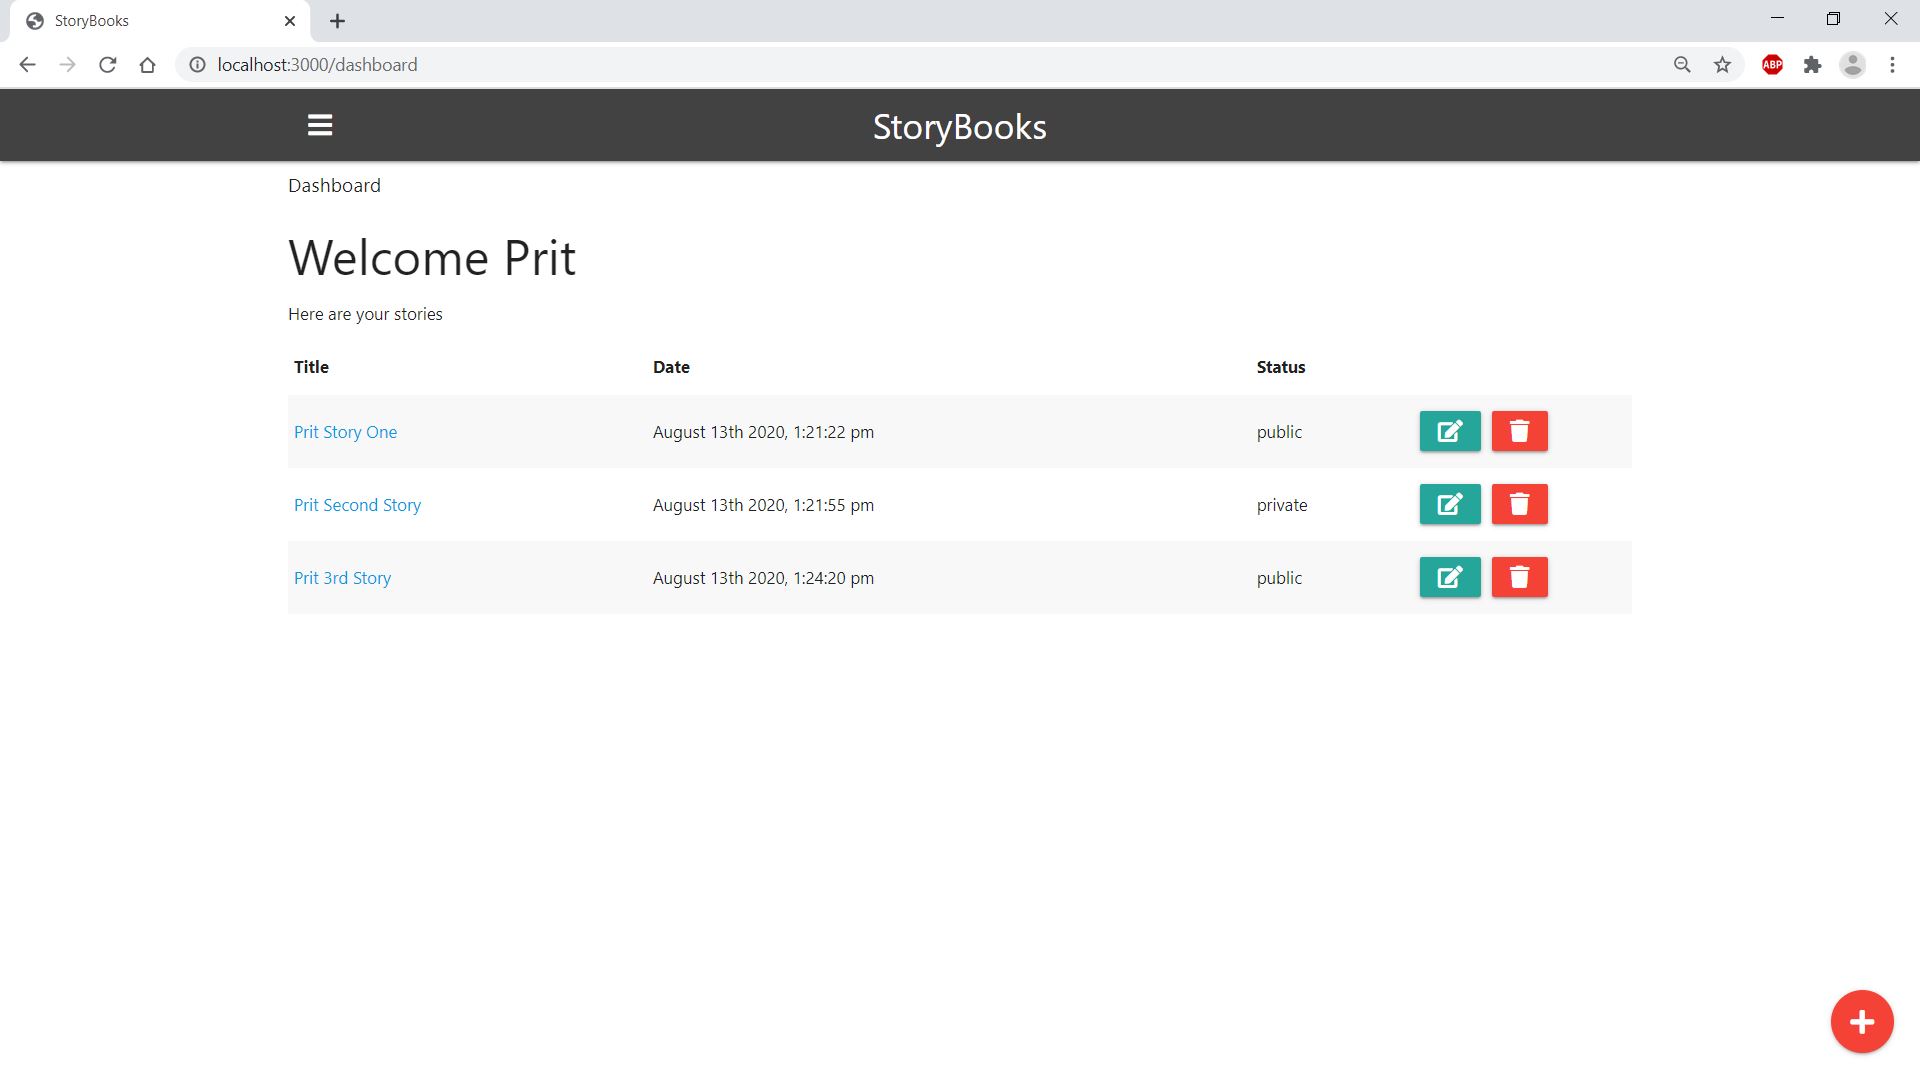 StoryBooks
localhost:3000/dashboard
ABP
StoryBooks
Dashboard
Welcome Prit
Here are your stories
Title Date Status
Prit Story One August 13th 2020, 1:21:22 pm public
Prit Second Story August 13th 2020, 1:21:55 pm private
Prit 3rd Story August 13th 2020, 1:24:20 pm public